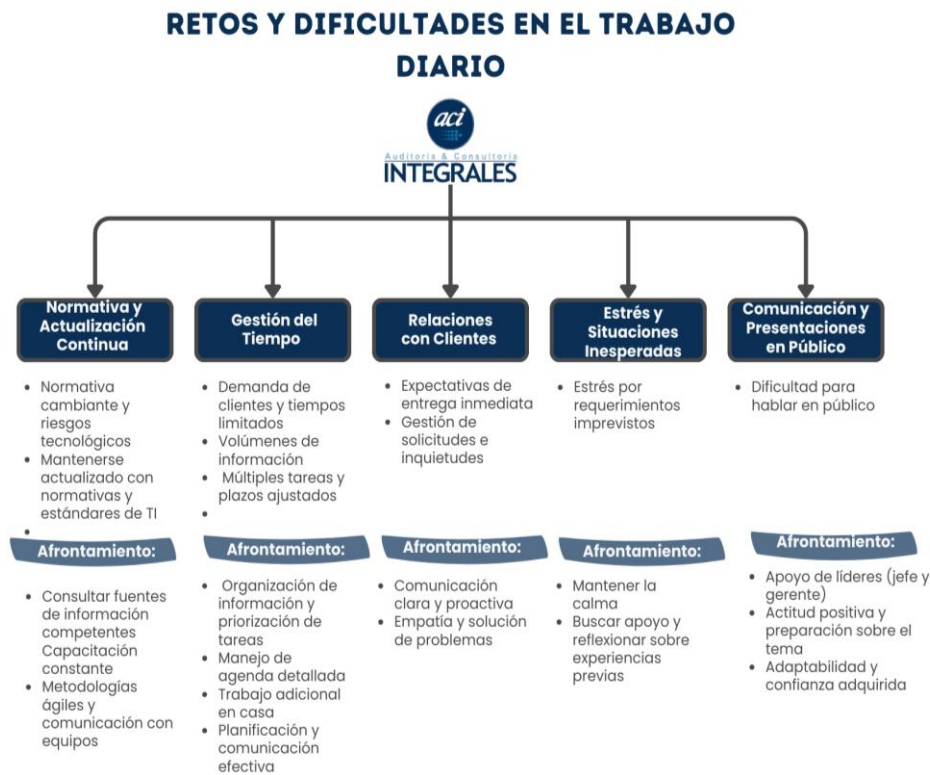 RETOS Y DIFICULTADES EN EL TRABAJO
DIARIO
aci
Auditoría & Consultoría
INTEGRALES
Normativa y
Actualización
Continua
• Normativa
cambiante y
riesgos
tecnológicos
• Mantenerse
actualizado con
normativas y
estándares de TI
•
Afrontamiento:
• Consultar fuentes
de información
competentes
Capacitación
constante
• Metodologías
ágiles y
comunicación con
equipos
Gestión del
Tiempo
• Demanda de
clientes y tiempos
limitados
• Volúmenes de
información
• Múltiples tareas y
plazos ajustados
•
Afrontamiento:
• Organización de
información y
priorización de
tareas
• Manejo de
agenda detallada
• Trabajo adicional
en casa
• Planificación y
comunicación
efectiva
Relaciones
con Clientes
• Expectativas de
entrega inmediata
• Gestión de
solicitudes e
inquietudes
Afrontamiento:
• Comunicación
clara y proactiva
• Empatía y solución
de problemas
Estrés y
Situaciones
Inesperadas
• Estrés por
requerimientos
imprevistos
Afrontamiento:
• Mantener la
calma
• Buscar apoyo y
reflexionar sobre
experiencias
previas
Comunicación y
Presentaciones
en Público
• Dificultad para
hablar en público
Afrontamiento:
• Apoyo de líderes (jefe y
gerente)
• Actitud positiva y
preparación sobre el
tema
• Adaptabilidad y
confianza adquirida